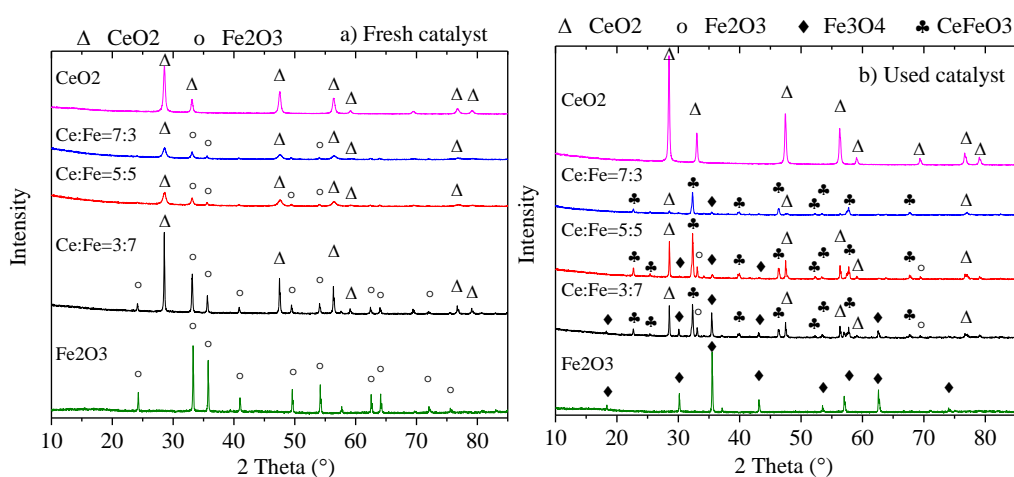 Δ CeO2 o Fe2O3 a) Fresh catalyst
CeO2
Ce:Fe=7:3
Ce:Fe=5:5
Ce:Fe=3:7
Fe2O3
Intensity
10 20 30 40 50 60 70 80
2 Theta (°)
Δ CeO2 o Fe2O3 ♦ Fe3O4 ♣ CeFeO3
b) Used catalyst
CeO2
Ce:Fe=7:3
Ce:Fe=5:5
Ce:Fe=3:7
Fe2O3
Intensity
10 20 30 40 50 60 70 80
2 Theta (°)